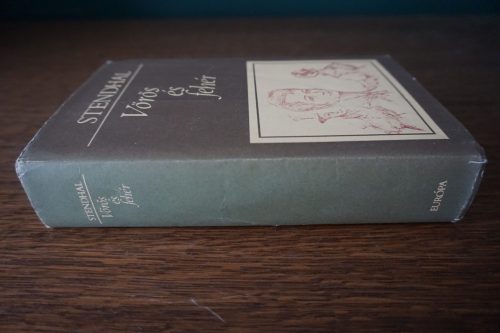 STENDHAL
Vörös
és
fehér
STENDHAL
Vörös
és
fehér
EURÓPA